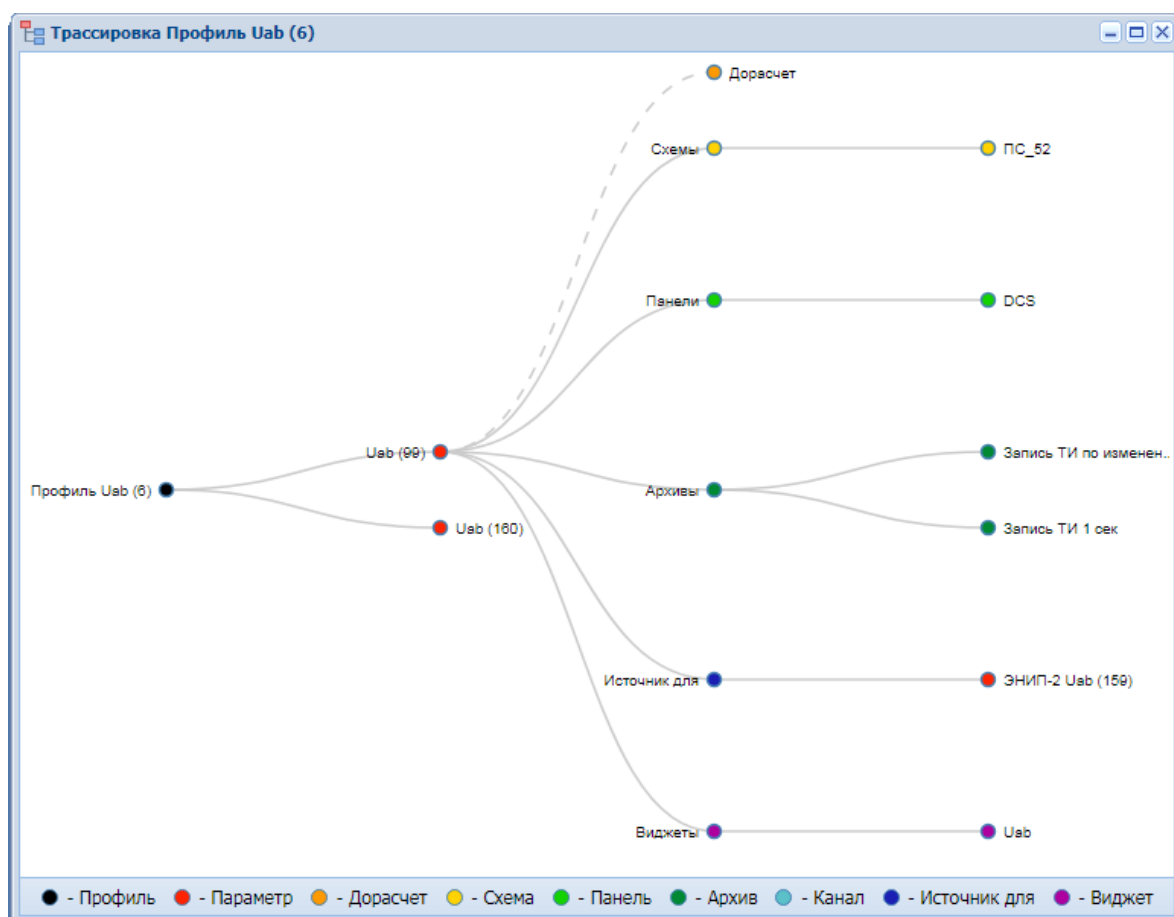 Трассировка Профиль Uab (6)
Дорасчет
Схемы
ПС_52
Панели
DCS
Uab (99)
Запись ТИ по изменен..
Профиль Uab (6)
Архивы
Uab (160)
Запись ТИ 1 сек
Источник для
ЭНИП-2 Uab (159)
Виджеты
Uab
- Профиль - Параметр - Дорасчет - Схема - Панель - Архив - Канал - Источник для - Виджет